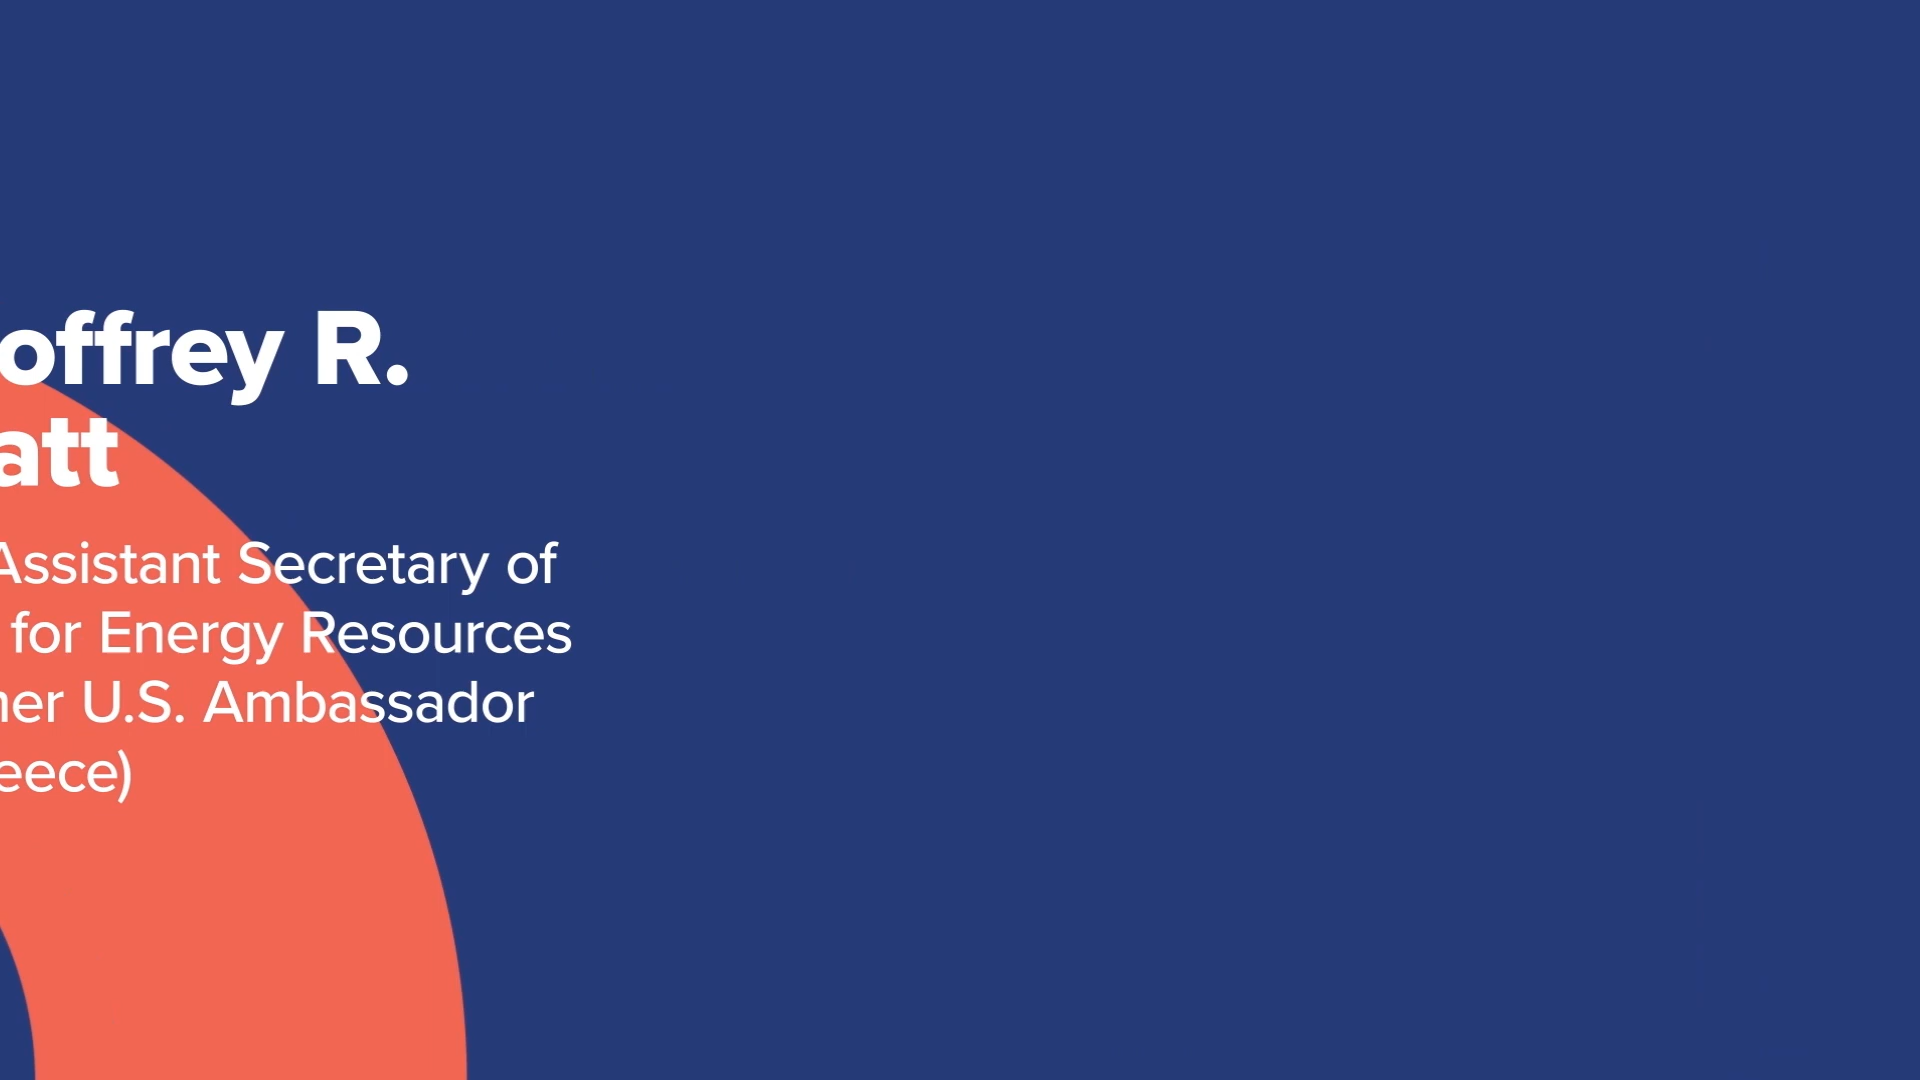 offrey R.
att
Assistant Secretary of
for Energy Resources
ner U.S. Ambassador
eece)